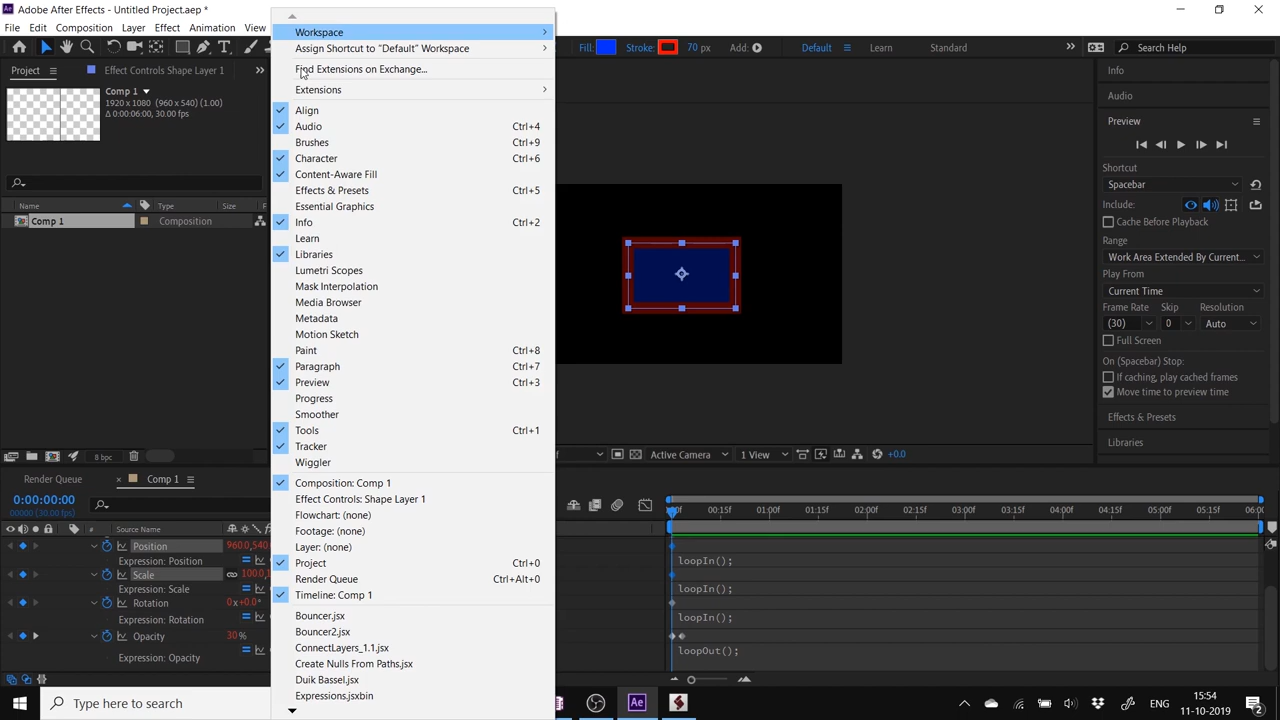 Adobe After Effects - Untitled Project.aep *
File
Edit
Composition
Layer
Effect
Animation
Fill:
Stroke:
70 px
Add:
Default
Learn
Standard
Search Help
Project
Effect Controls Shape Layer 1
Comp 1
1920 x 1080 (960 x 540) (1.00)
Δ 0:00:06:00, 30.00 fps
Name
Type
Size
Comp 1
Composition
8 bpc
Workspace
Assign Shortcut to "Default" Workspace
Find Extensions on Exchange...
Extensions
Align
Audio Ctrl+4
Brushes Ctrl+9
Character Ctrl+6
Content-Aware Fill
Effects & Presets Ctrl+5
Essential Graphics
Info Ctrl+2
Learn
Libraries
Lumetri Scopes
Mask Interpolation
Media Browser
Metadata
Motion Sketch
Paint Ctrl+8
Paragraph Ctrl+7
Preview Ctrl+3
Progress
Smoother
Tools Ctrl+1
Tracker
Wiggler
Composition: Comp 1
Effect Controls: Shape Layer 1
Flowchart: (none)
Footage: (none)
Layer: (none)
Project Ctrl+0
Render Queue Ctrl+Alt+0
Timeline: Comp 1
Bouncer.jsx
Bouncer2.jsx
ConnectLayers_1.1.jsx
Create Nulls From Paths.jsx
Duik Bassel.jsx
Expressions.jsxbin
Active Camera
1 View
+0.0
Info
Audio
Preview
Shortcut
Spacebar
Include:
Cache Before Playback
Range
Work Area Extended By Current...
Play From
Current Time
Frame Rate Skip Resolution
(30) 0 Auto
Full Screen
On (Spacebar) Stop:
If caching, play cached frames
Move time to preview time
Effects & Presets
Libraries
Render Queue
Comp 1
0:00:00:00
00000 (30.00 fps)
Source Name
Position
Expression: Position
Scale
Expression: Scale
Rotation 0x+0.0°
Expression: Rotation
Opacity 30 %
Expression: Opacity
00:15f 01:00f 01:15f 02:00f 02:15f 03:00f 03:15f 04:00f 04:15f 05:00f 05:15f
loopIn();
loopIn();
loopIn();
loopOut();
Type here to search
Ae
15:54
11-10-2019
2